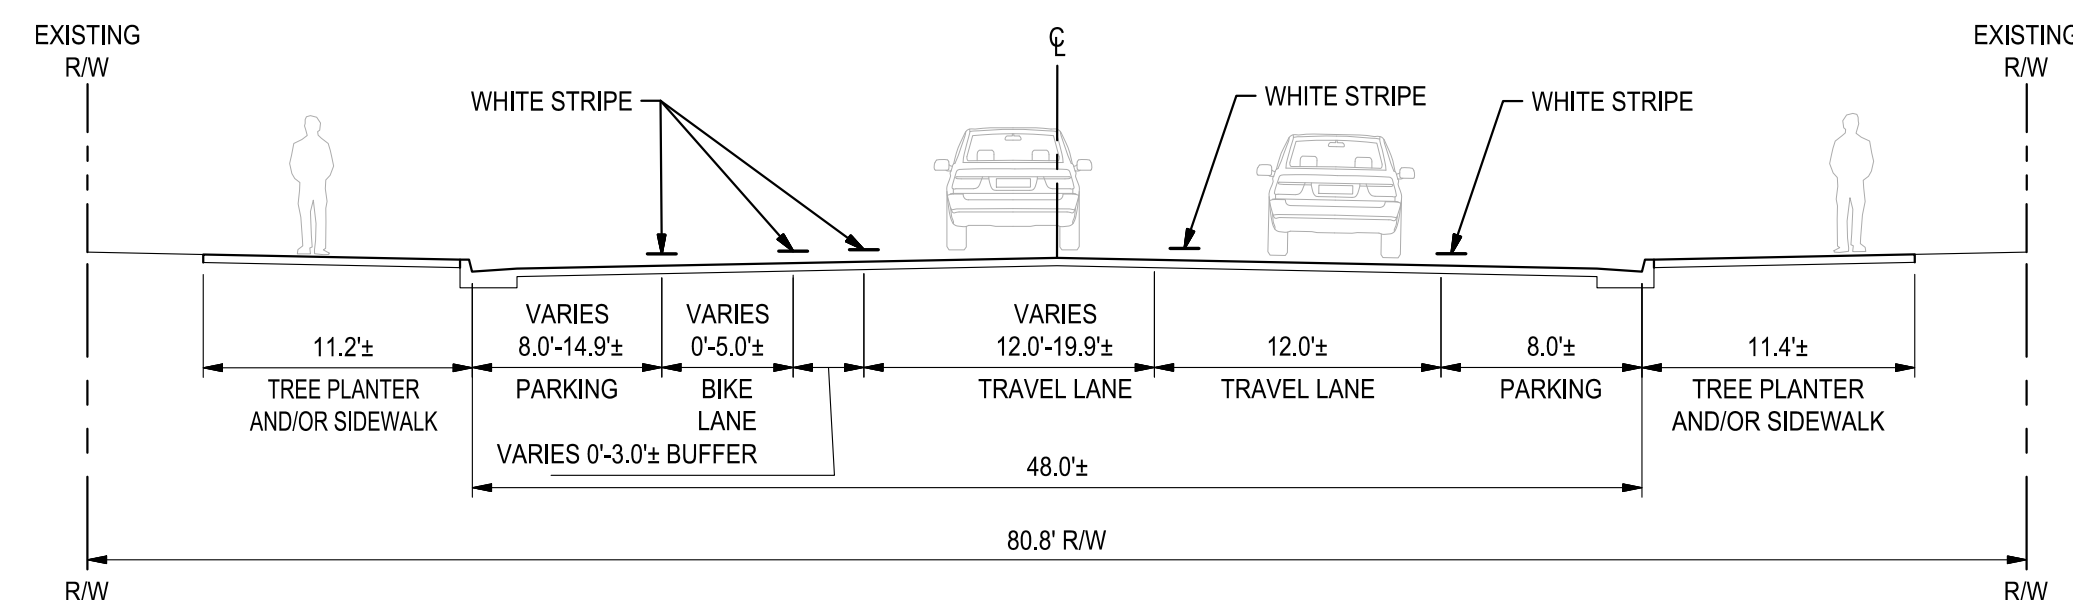 EXISTING
R/W
℄
EXISTING
R/W
WHITE STRIPE
WHITE STRIPE
WHITE STRIPE
VARIES
8.0'-14.9'±
PARKING
VARIES
0'-5.0'±
BIKE
LANE
VARIES
12.0'-19.9'±
TRAVEL LANE
12.0'±
TRAVEL LANE
8.0'±
PARKING
11.2'±
TREE PLANTER
AND/OR SIDEWALK
11.4'±
TREE PLANTER
AND/OR SIDEWALK
VARIES 0'-3.0'± BUFFER
48.0'±
80.8' R/W
R/W
R/W